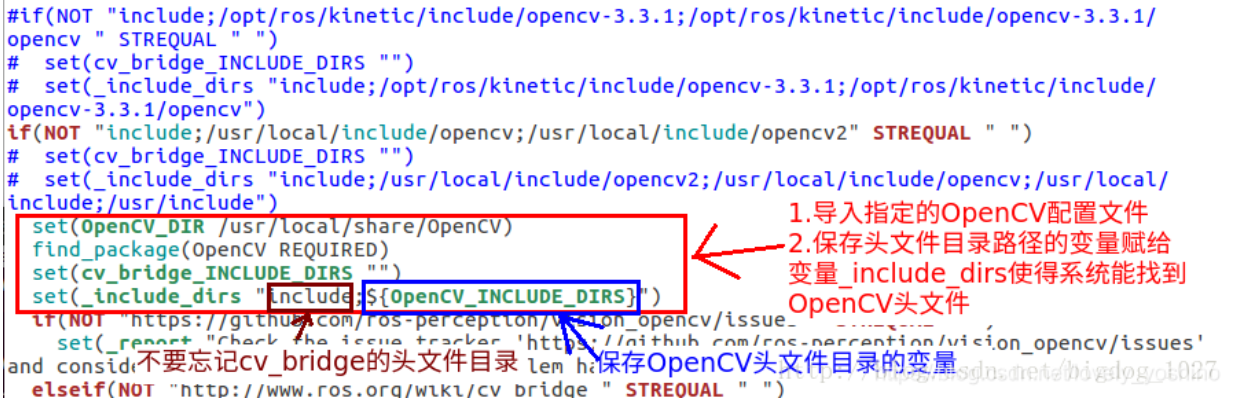 #if(NOT "include;/opt/ros/kinetic/include/opencv-3.3.1;/opt/ros/kinetic/include/opencv-3.3.1/
opencv " STREQUAL " ")
#  set(cv_bridge_INCLUDE_DIRS "")
#  set(_include_dirs "include;/opt/ros/kinetic/include/opencv-3.3.1;/opt/ros/kinetic/include/
opencv-3.3.1/opencv")
if(NOT "include;/usr/local/include/opencv;/usr/local/include/opencv2" STREQUAL " ")
#  set(cv_bridge_INCLUDE_DIRS "")
#  set(_include_dirs "include;/usr/local/include/opencv2;/usr/local/include/opencv;/usr/local/
include;/usr/include")
set(OpenCV_DIR /usr/local/share/OpenCV)
find_package(OpenCV REQUIRED)
set(cv_bridge_INCLUDE_DIRS "")
set(_include_dirs "include;${OpenCV_INCLUDE_DIRS}")
1.导入指定的OpenCV配置文件
2.保存头文件目录路径的变量赋给
变量_include_dirs使得系统能找到
OpenCV头文件
if(NOT "https://github.com/ros-perception/vision_opencv/issues
set(_report "Check the issue tracker 'https://github.com/ros-perception/vision_opencv/issues'
不要忘记cv_bridge的头文件目录
保存OpenCV头文件目录的变量
and consid lem ha
elseif(NOT "http://www.ros.org/wiki/cv_bridge " STREQUAL " ")